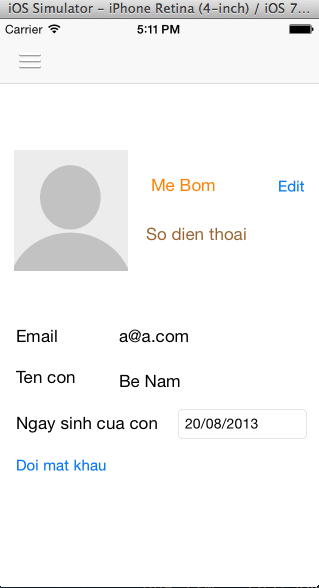 iOS Simulator – iPhone Retina (4-inch) / iOS 7...
Carrier 5:11 PM
Me Bom Edit
So dien thoai
Email a@a.com
Ten con Be Nam
Ngay sinh cua con 20/08/2013
Doi mat khau